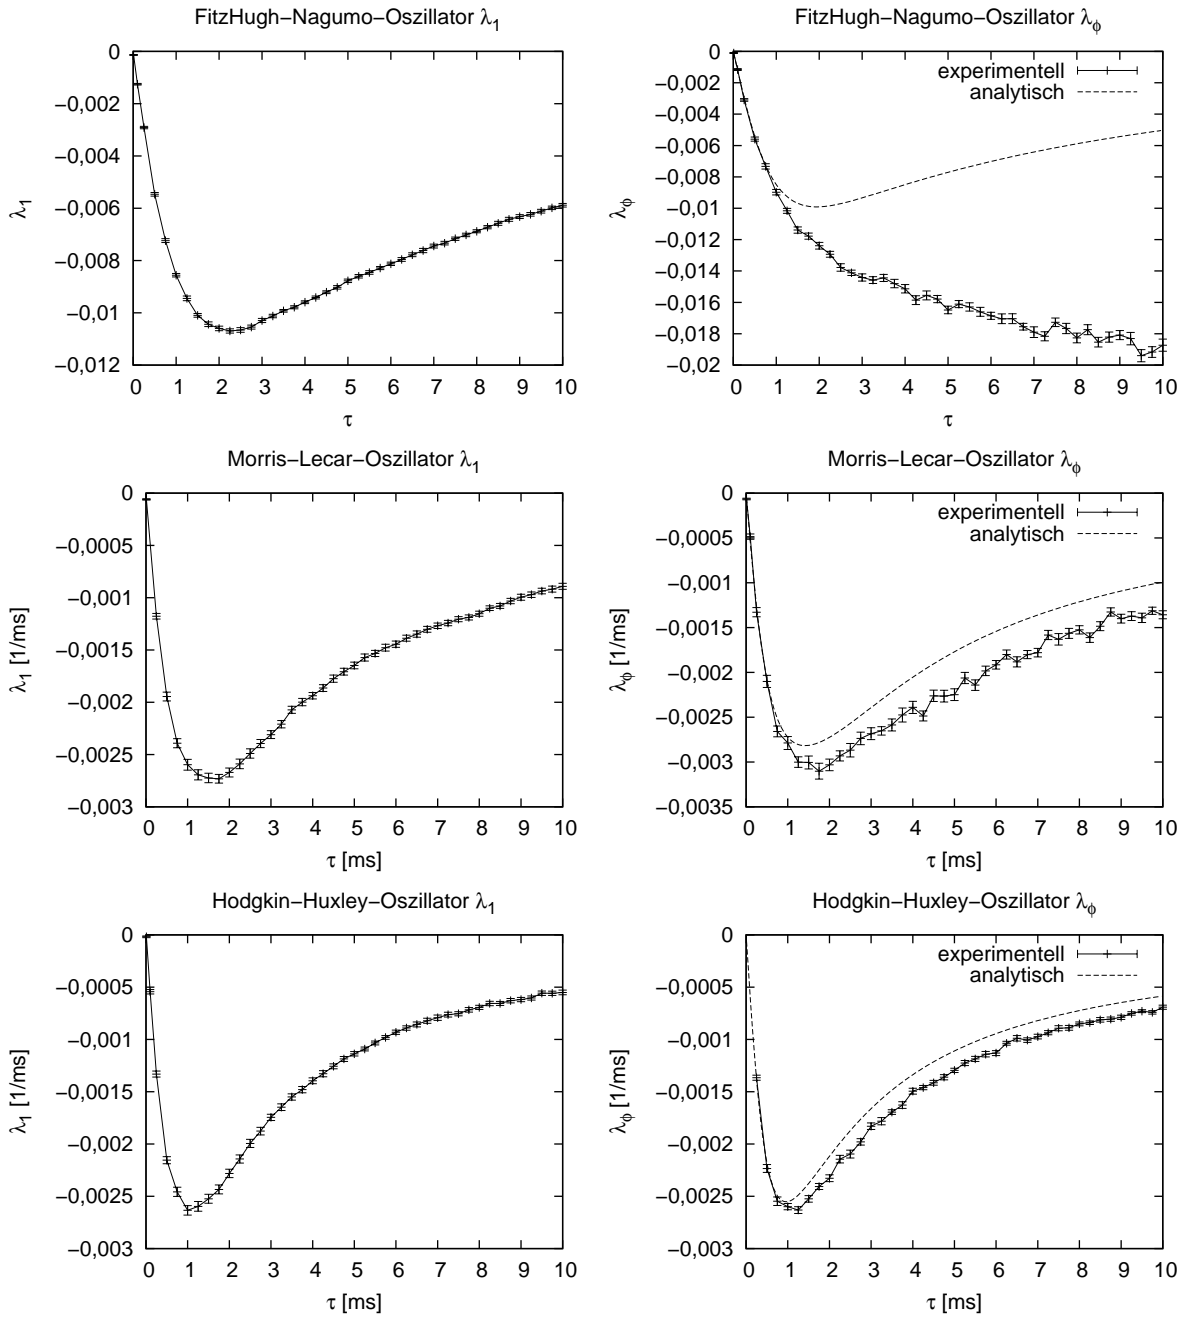 FitzHugh−Nagumo−Oszillator λ1
0
−0,002
−0,004
−0,006
−0,008
−0,01
−0,012
λ1
0 1 2 3 4 5 6 7 8 9 10
τ
FitzHugh−Nagumo−Oszillator λϕ
0
−0,002
−0,004
−0,006
−0,008
−0,01
−0,012
−0,014
−0,016
−0,018
−0,02
λϕ
experimentell
analytisch
0 1 2 3 4 5 6 7 8 9 10
τ
Morris−Lecar−Oszillator λ1
0
−0,0005
−0,001
−0,0015
−0,002
−0,0025
−0,003
λ1 [1/ms]
0 1 2 3 4 5 6 7 8 9 10
τ [ms]
Morris−Lecar−Oszillator λϕ
0
−0,0005
−0,001
−0,0015
−0,002
−0,0025
−0,003
−0,0035
λϕ [1/ms]
experimentell
analytisch
0 1 2 3 4 5 6 7 8 9 10
τ [ms]
Hodgkin−Huxley−Oszillator λ1
0
−0,0005
−0,001
−0,0015
−0,002
−0,0025
−0,003
λ1 [1/ms]
0 1 2 3 4 5 6 7 8 9 10
τ [ms]
Hodgkin−Huxley−Oszillator λϕ
0
−0,0005
−0,001
−0,0015
−0,002
−0,0025
−0,003
λϕ [1/ms]
experimentell
analytisch
0 1 2 3 4 5 6 7 8 9 10
τ [ms]